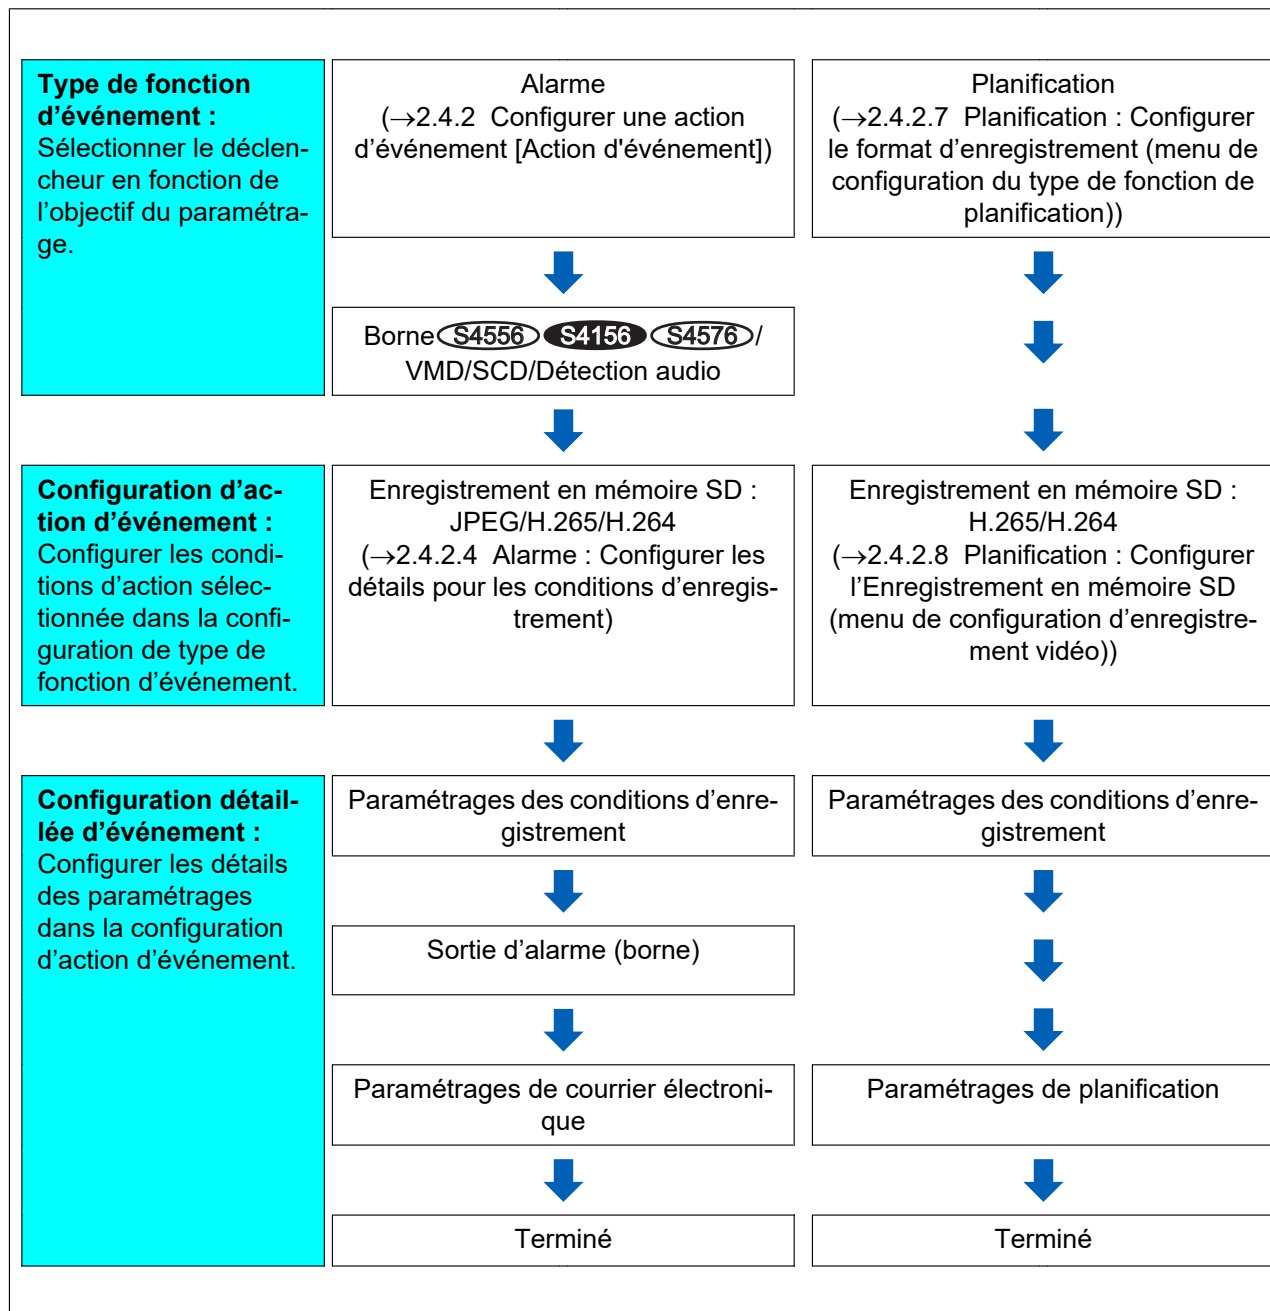 Type de fonction
d’événement :
Sélectionner le déclen-
cheur en fonction de
l’objectif du paramétra-
ge.
Alarme
(→2.4.2 Configurer une action
d’événement [Action d'événement])
Planification
(→2.4.2.7 Planification : Configurer
le format d’enregistrement (menu de
configuration du type de fonction de
planification))
Borne S4556 S4156 S4576/
VMD/SCD/Détection audio
Configuration d’ac-
tion d’événement :
Configurer les condi-
tions d’action sélec-
tionnée dans la confi-
guration de type de
fonction d’événement.
Enregistrement en mémoire SD :
JPEG/H.265/H.264
(→2.4.2.4 Alarme : Configurer les
détails pour les conditions d’enregis-
trement)
Enregistrement en mémoire SD :
H.265/H.264
(→2.4.2.8 Planification : Configurer
l’Enregistrement en mémoire SD
(menu de configuration d’enregistre-
ment vidéo))
Configuration détail-
lée d’événement :
Configurer les détails
des paramétrages
dans la configuration
d’action d’événement.
Paramétrages des conditions d’enre-
gistrement
Paramétrages des conditions d’enre-
gistrement
Sortie d’alarme (borne)
Paramétrages de courrier électroni-
que
Paramétrages de planification
Terminé
Terminé